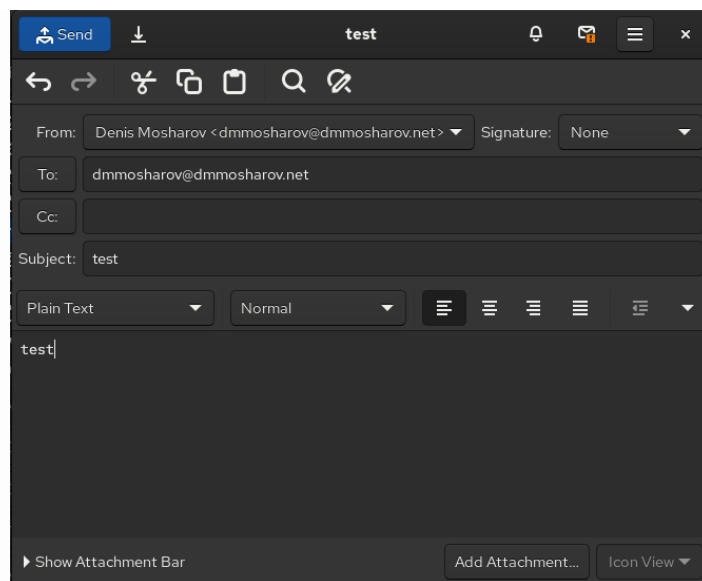 Send test
From: Denis Mosharov <dmmosharov@dmmosharov.net> Signature: None
To: dmmosharov@dmmosharov.net
Cc:
Subject: test
Plain Text Normal
test
Show Attachment Bar Add Attachment... Icon View